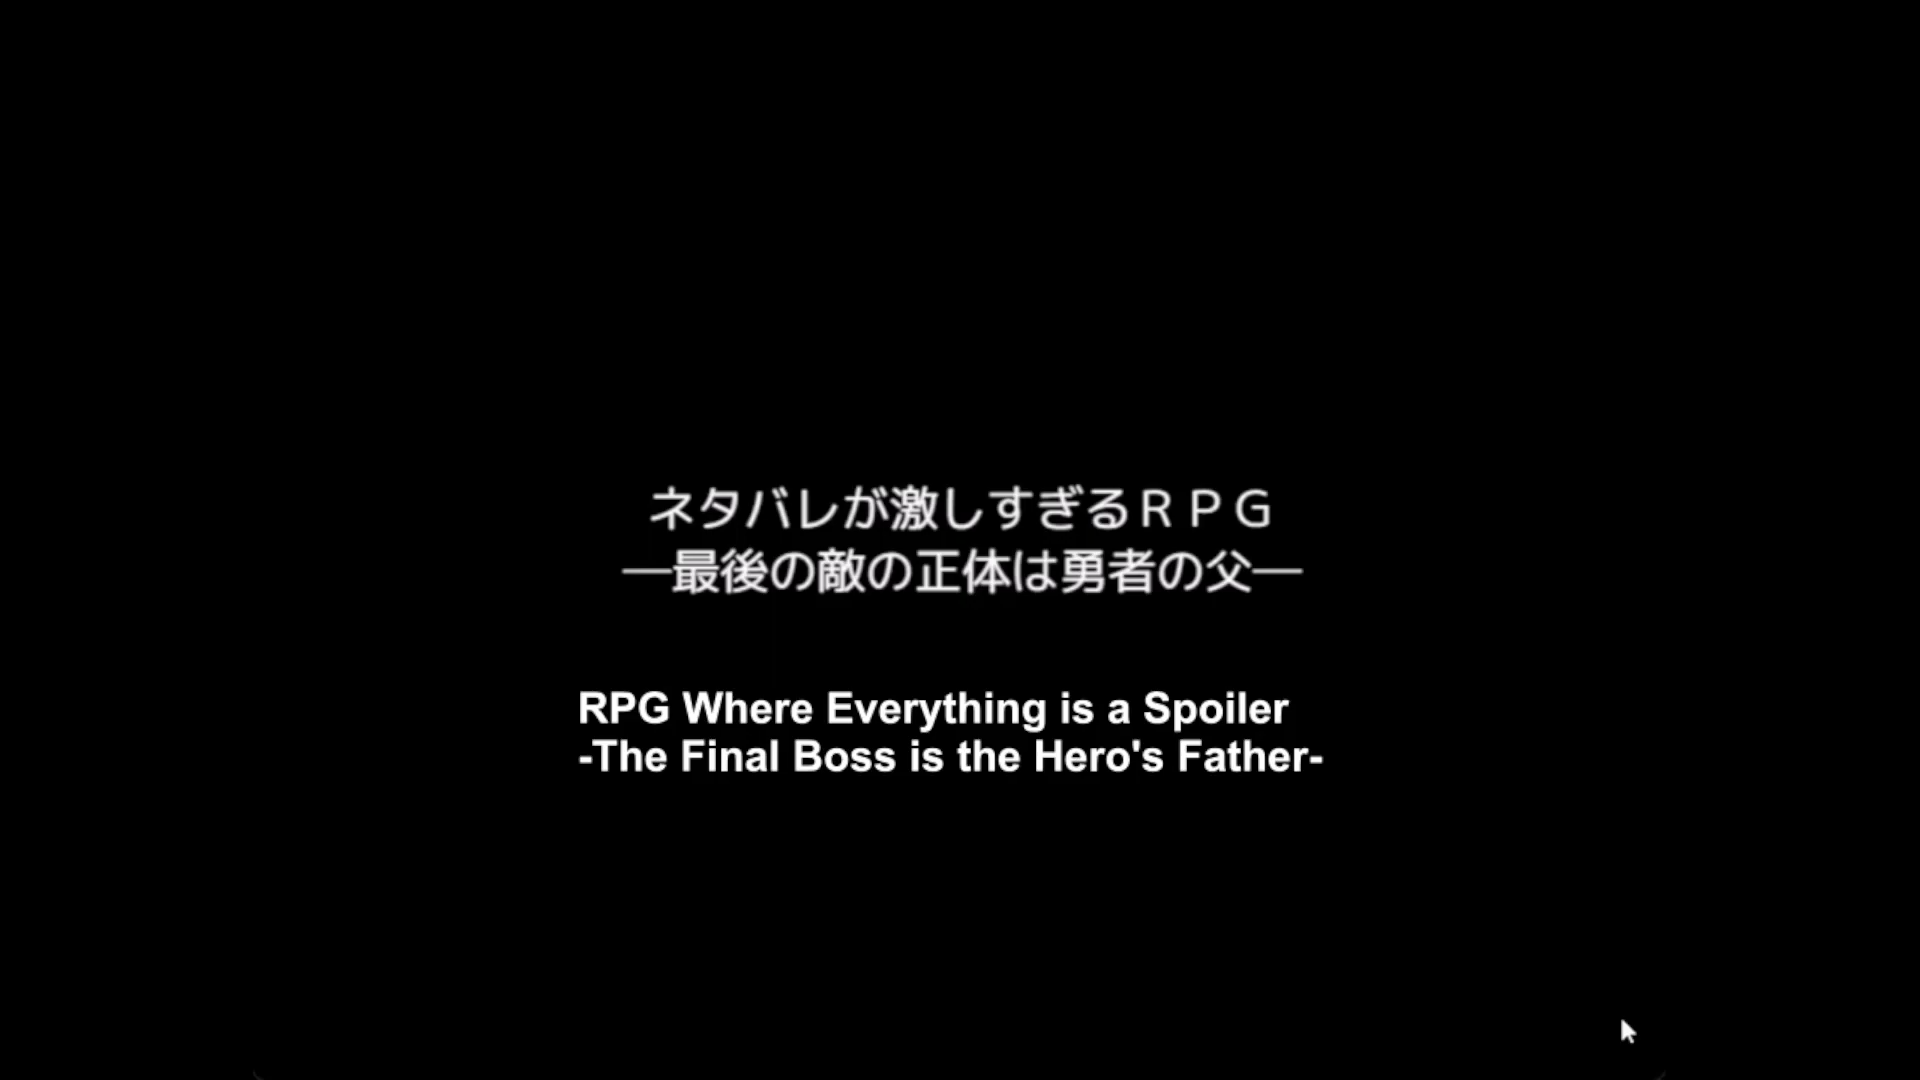 ネタバレが激しすぎるＲＰＧ
―最後の敵の正体は勇者の父―
RPG Where Everything is a Spoiler
-The Final Boss is the Hero's Father-